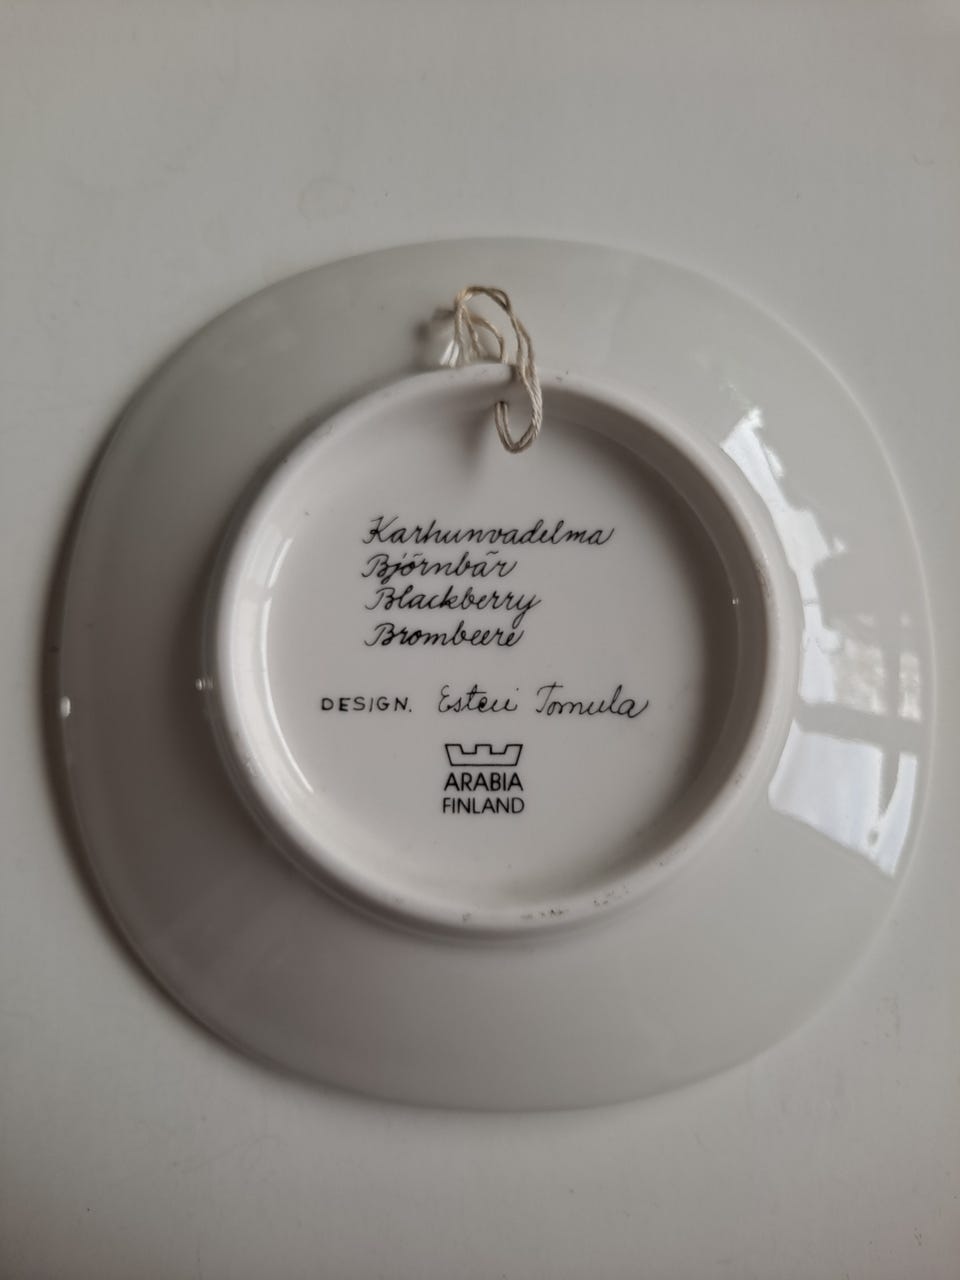 Karhunvadelma
Björnbär
Blackberry
Brombeere
DESIGN. Esteri Tomula
ARABIA
FINLAND